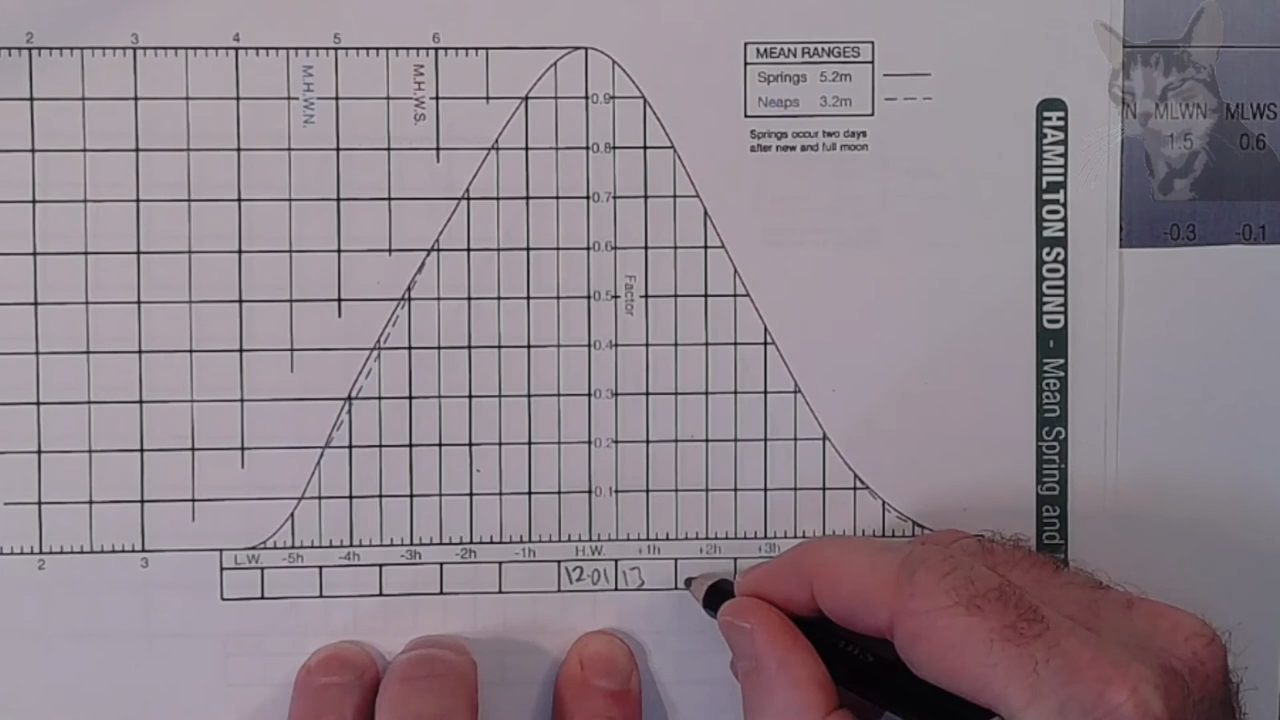 2 3 4 5 6
M.H.W.N.
M.H.W.S.
MEAN RANGES
Springs 5.2m
Neaps 3.2m
Springs occur two days
after new and full moon
N MLWN MLWS
1.5 0.6
-0.3 -0.1
HAMILTON SOUND - Mean Spring and
0.9
0.8
0.7
0.6
Factor
0.5
0.4
0.3
0.2
0.1
L.W. -5h -4h -3h -2h -1h H.W. +1h +2h +3h
2 3
12.01 13